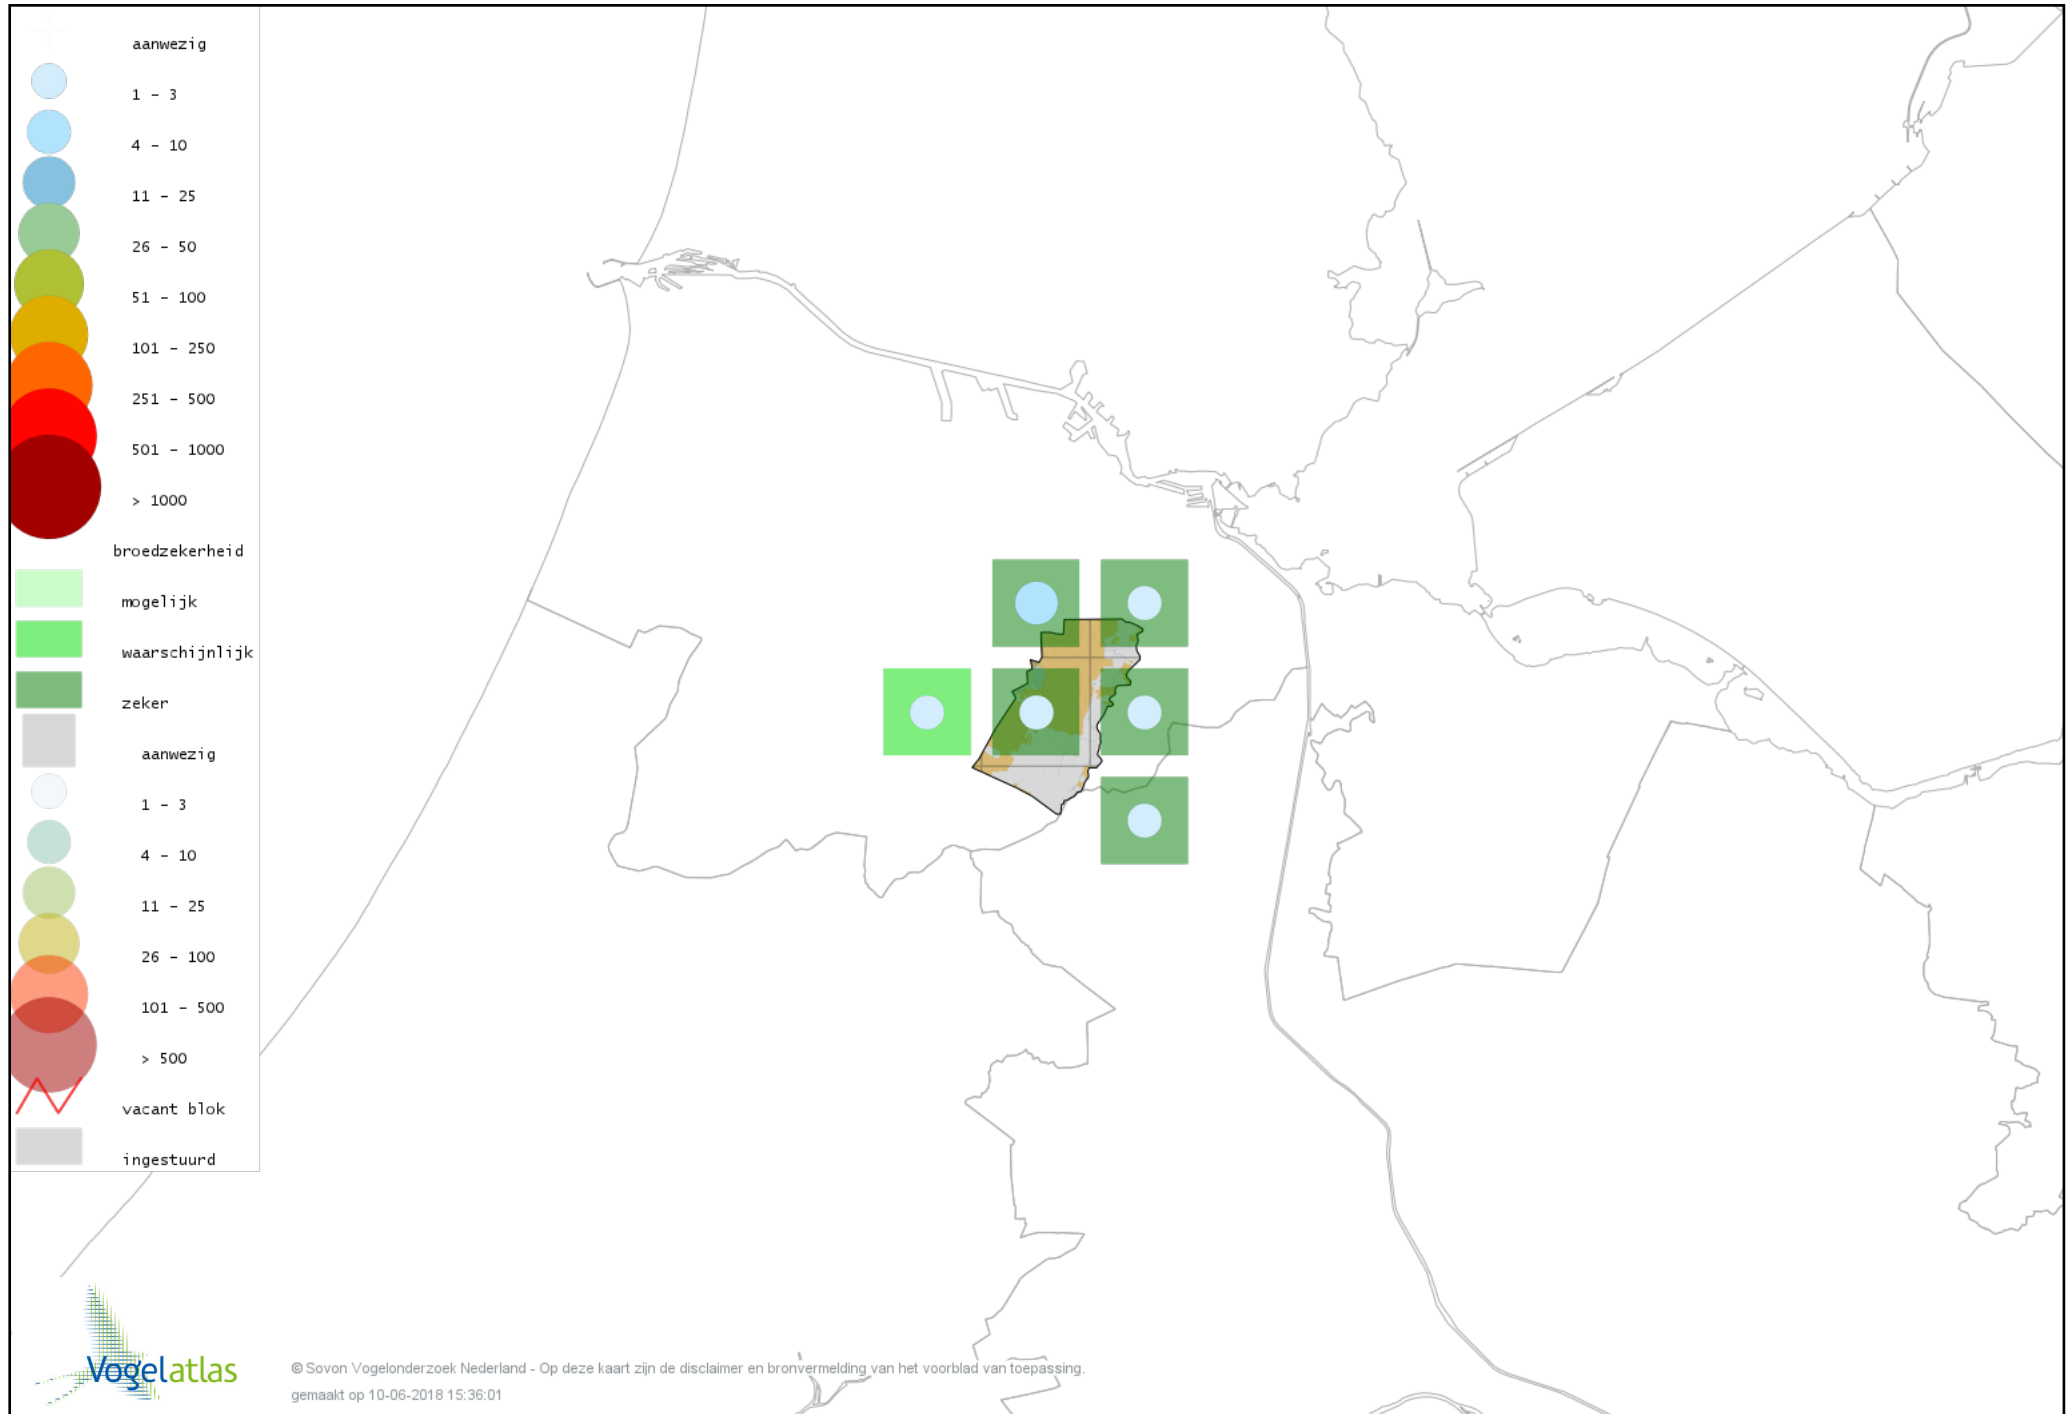 aanwezig
1 - 3
4 - 10
11 - 25
26 - 50
51 - 100
101 - 250
251 - 500
501 - 1000
> 1000
broedzekerheid
mogelijk
waarschijnlijk
zeker
aanwezig
1 - 3
4 - 10
11 - 25
26 - 100
101 - 500
> 500
vacant blok
ingestuurd
Vogelatlas
© Sovon Vogelonderzoek Nederland - Op deze kaart zijn de disclaimer en bronvermelding van het voorblad van toepassing.
gemaakt op 10-06-2018 15:36:01